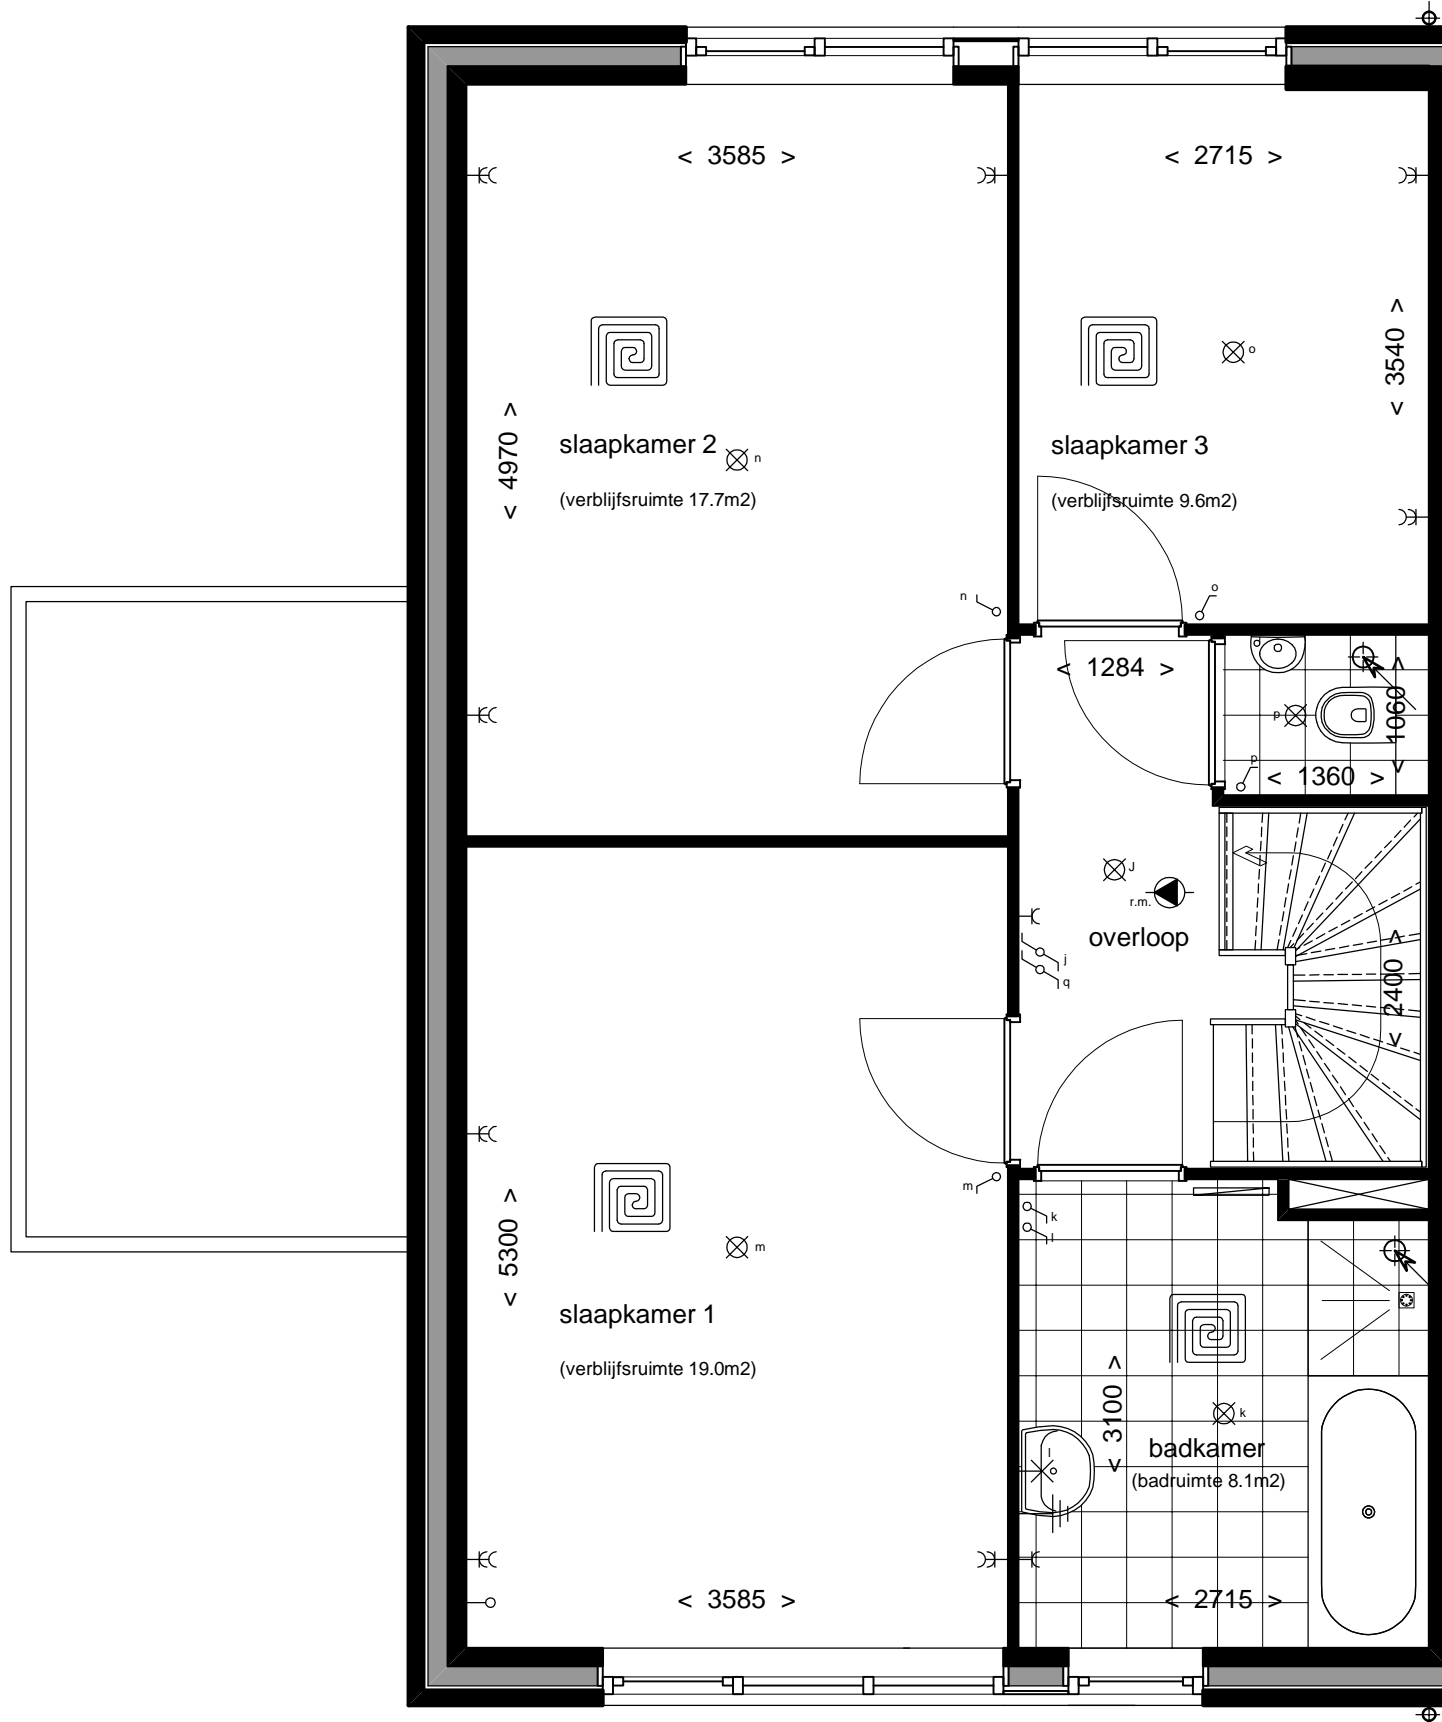 < 3585 >
< 2715 >
< 3540 >
o
slaapkamer 2
n
(verblijfsruimte 17.7m2)
< 4970 >
slaapkamer 3
(verblijfsruimte 9.6m2)
n
o
< 1284 >
< 1060 >
p
p
< 1360 >
J
r.m.
overloop
j
q
< 2400 >
m
k
l
< 5300 >
m
slaapkamer 1
(verblijfsruimte 19.0m2)
< 3100 >
k
badkamer
(badruimte 8.1m2)
l
< 3585 >
< 2715 >